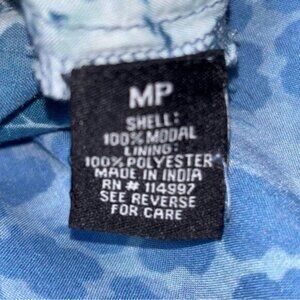 MP
SHELL:
100% MODAL
LINING:
100% POLYESTER
MADE IN INDIA
RN # 114997
SEE REVERSE
FOR CARE